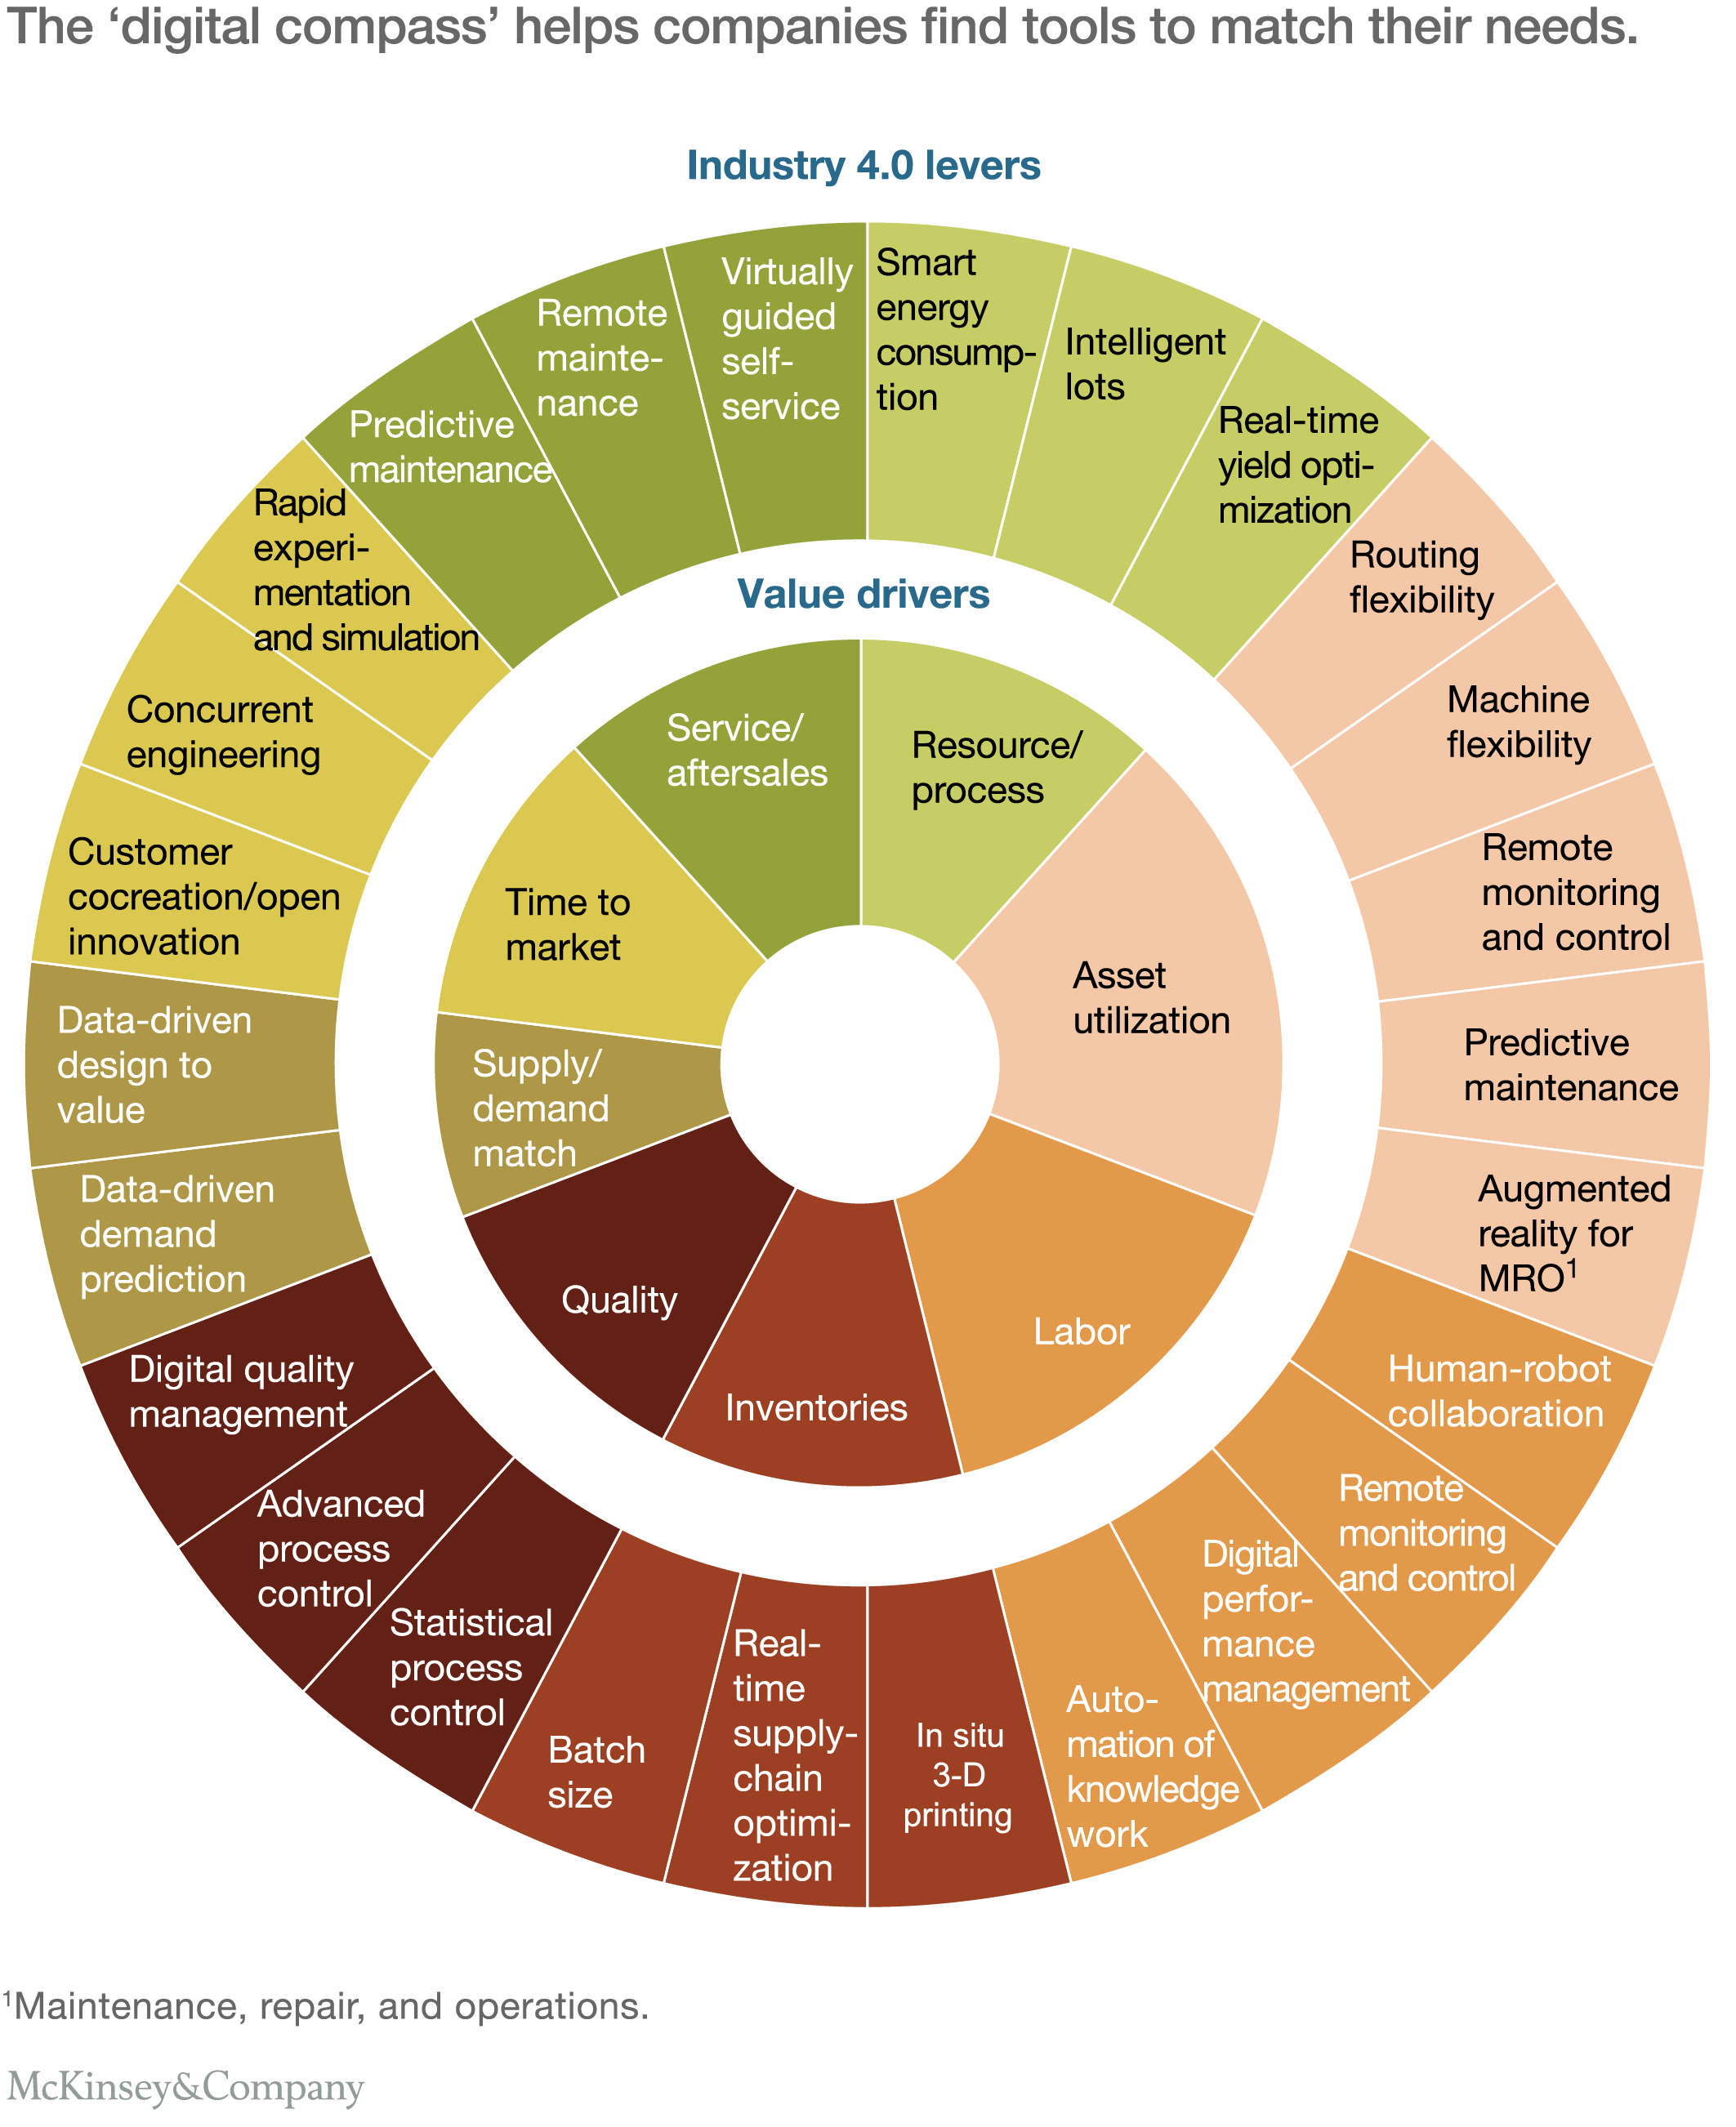 The ‘digital compass’ helps companies find tools to match their needs.
Industry 4.0 levers
Smart
energy
consump-
tion
Intelligent
lots
Real-time
yield opti-
mization
Routing
flexibility
Machine
flexibility
Remote
monitoring
and control
Predictive
maintenance
Augmented
reality for
MRO¹
Human-robot
collaboration
Remote
monitoring
and control
Digital
perfor-
mance
management
Auto-
mation of
knowledge
work
In situ
3-D
printing
Real-
time
supply-
chain
optimi-
zation
Batch
size
Statistical
process
control
Advanced
process
control
Digital quality
management
Data-driven
demand
prediction
Data-driven
design to
value
Customer
cocreation/open
innovation
Concurrent
engineering
Rapid
experi-
mentation
and simulation
Predictive
maintenance
Remote
mainte-
nance
Virtually
guided
self-
service
Value drivers
Resource/
process
Asset
utilization
Labor
Inventories
Quality
Supply/
demand
match
Time to
market
Service/
aftersales
¹Maintenance, repair, and operations.
McKinsey&Company